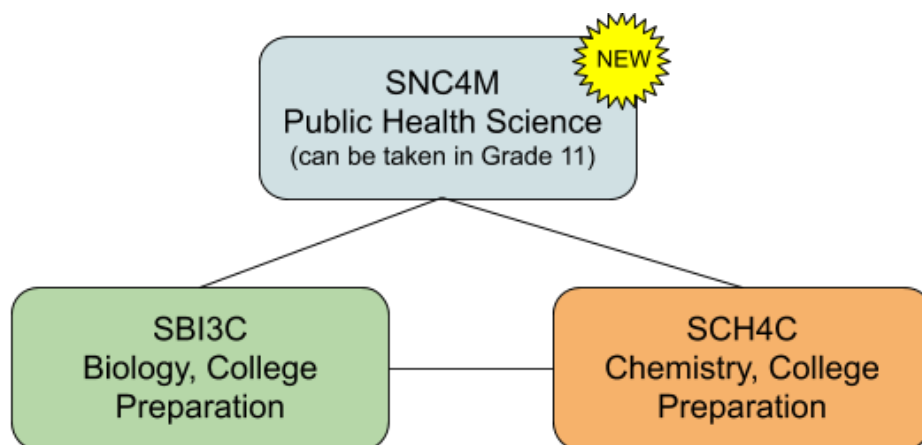 NEW
SNC4M
Public Health Science
(can be taken in Grade 11)
SBI3C
Biology, College
Preparation
SCH4C
Chemistry, College
Preparation